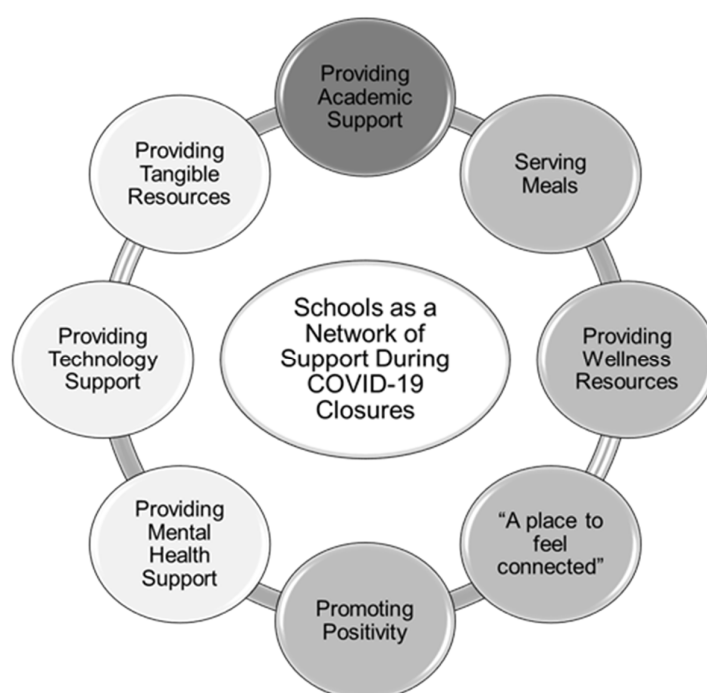 Providing
Academic
Support
Serving
Meals
Providing
Wellness
Resources
“A place to
feel
connected”
Promoting
Positivity
Providing
Mental
Health
Support
Providing
Technology
Support
Providing
Tangible
Resources
Schools as a
Network of
Support During
COVID-19
Closures